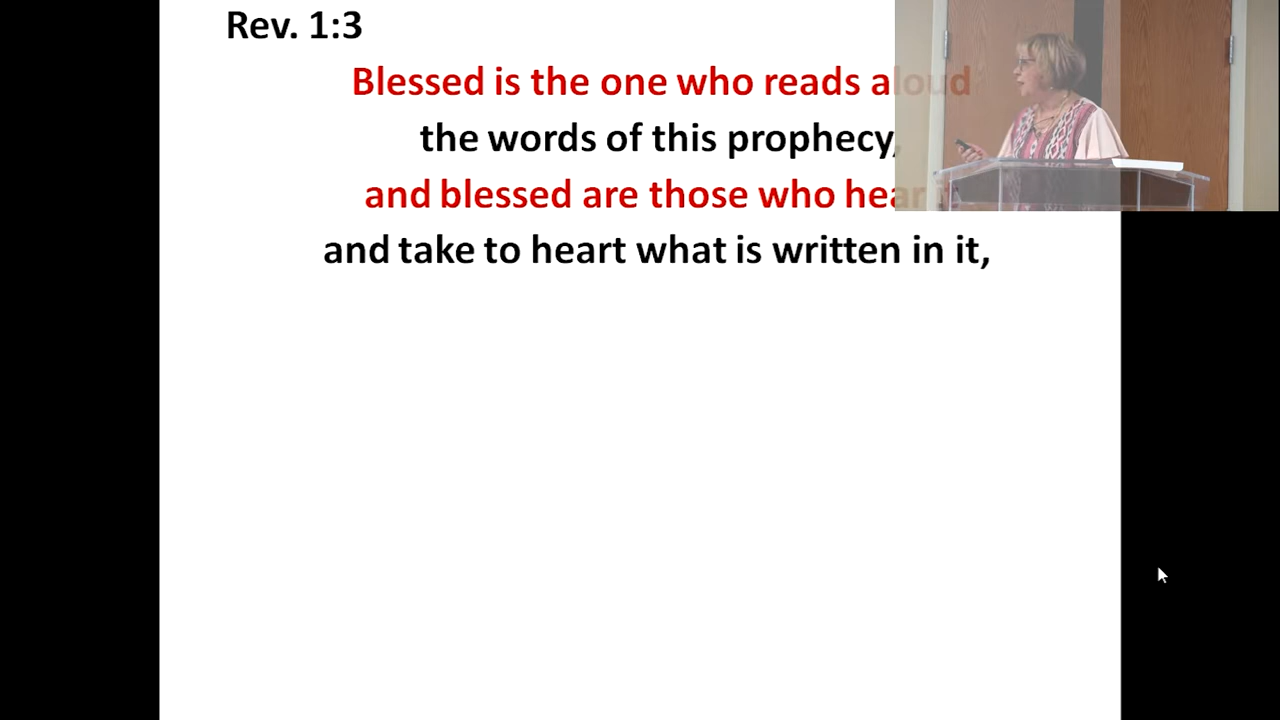 Rev. 1:3
Blessed is the one who reads aloud
the words of this prophecy,
and blessed are those who hear
and take to heart what is written in it,